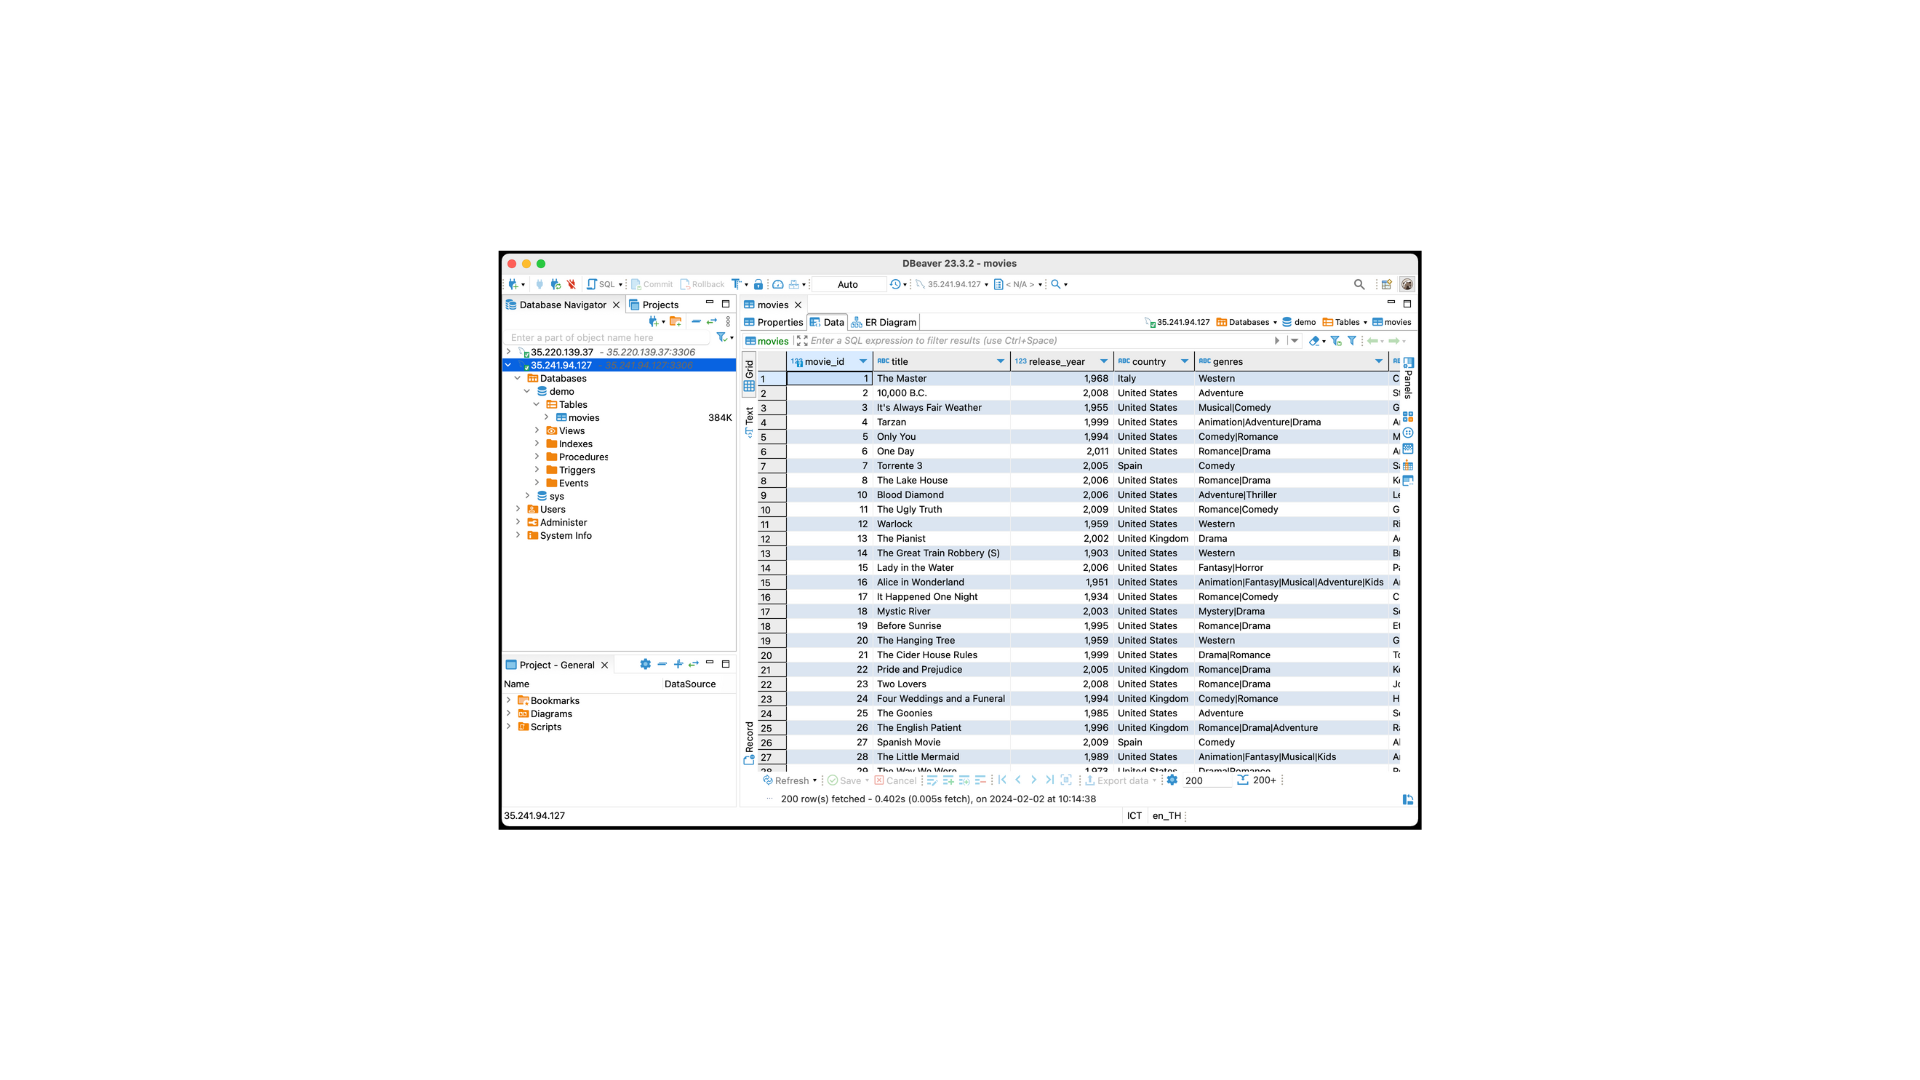 DBeaver 23.3.2 - movies
SQL Commit Rollback Auto 35.241.94.127 < N/A >
Database Navigator Projects
movies
Properties Data ER Diagram 35.241.94.127 Databases demo Tables movies
Enter a part of object name here
movies Enter a SQL expression to filter results (use Ctrl+Space)
35.220.139.37 - 35.220.139.37:3306
35.241.94.127 - 35.241.94.127:3306
Databases
demo
Tables
movies 384K
Views
Indexes
Procedures
Triggers
Events
sys
Users
Administer
System Info
Project - General
Name DataSource
Bookmarks
Diagrams
Scripts
Grid
Text
Record
Panels
123 movie_id ABC title 123 release_year ABC country ABC genres
1 1 The Master 1,968 Italy Western C
2 2 10,000 B.C. 2,008 United States Adventure
3 3 It's Always Fair Weather 1,955 United States Musical|Comedy G
4 4 Tarzan 1,999 United States Animation|Adventure|Drama
5 5 Only You 1,994 United States Comedy|Romance M
6 6 One Day 2,011 United States Romance|Drama
7 7 Torrente 3 2,005 Spain Comedy
8 8 The Lake House 2,006 United States Romance|Drama
9 10 Blood Diamond 2,006 United States Adventure|Thriller
10 11 The Ugly Truth 2,009 United States Romance|Comedy G
11 12 Warlock 1,959 United States Western Ri
12 13 The Pianist 2,002 United Kingdom Drama
13 14 The Great Train Robbery (S) 1,903 United States Western
14 15 Lady in the Water 2,006 United States Fantasy|Horror
15 16 Alice in Wonderland 1,951 United States Animation|Fantasy|Musical|Adventure|Kids
16 17 It Happened One Night 1,934 United States Romance|Comedy C
17 18 Mystic River 2,003 United States Mystery|Drama
18 19 Before Sunrise 1,995 United States Romance|Drama
19 20 The Hanging Tree 1,959 United States Western G
20 21 The Cider House Rules 1,999 United States Drama|Romance
21 22 Pride and Prejudice 2,005 United Kingdom Romance|Drama
22 23 Two Lovers 2,008 United States Romance|Drama
23 24 Four Weddings and a Funeral 1,994 United Kingdom Comedy|Romance H
24 25 The Goonies 1,985 United States Adventure
25 26 The English Patient 1,996 United Kingdom Romance|Drama|Adventure
26 27 Spanish Movie 2,009 Spain Comedy
27 28 The Little Mermaid 1,989 United States Animation|Fantasy|Musical|Kids
28 29 The Way We Were 1,973 United States Drama|Romance
Refresh Save Cancel Export data 200 200+
200 row(s) fetched - 0.402s (0.005s fetch), on 2024-02-02 at 10:14:38
35.241.94.127 ICT en_TH